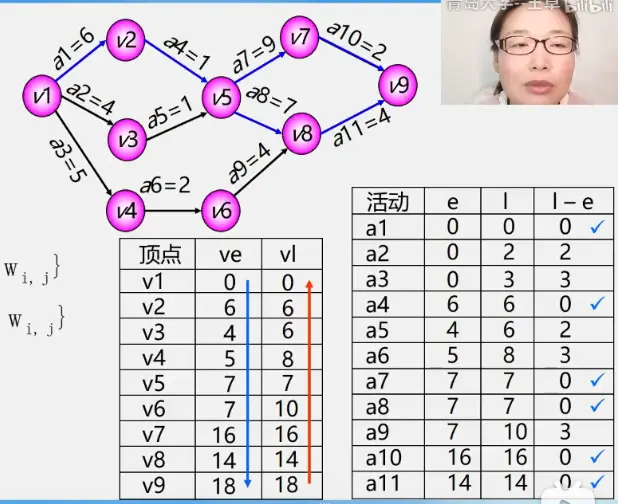 青岛大学--王卓 bilibili
a1=6
v2
a4=1
a7=9
v7
a10=2
v1
a2=4
a5=1
v5
a8=7
v9
v3
v8
a11=4
a3=5
a9=4
v4
a6=2
v6
W i, j}
W i, j}
顶点 ve vl
v1 0 0
v2 6 6
v3 4 6
v4 5 8
v5 7 7
v6 7 10
v7 16 16
v8 14 14
v9 18 18
活动 e l l – e
a1 0 0 0 ✓
a2 0 2 2
a3 0 3 3
a4 6 6 0 ✓
a5 4 6 2
a6 5 8 3
a7 7 7 0 ✓
a8 7 7 0 ✓
a9 7 10 3
a10 16 16 0 ✓
a11 14 14 0 ✓